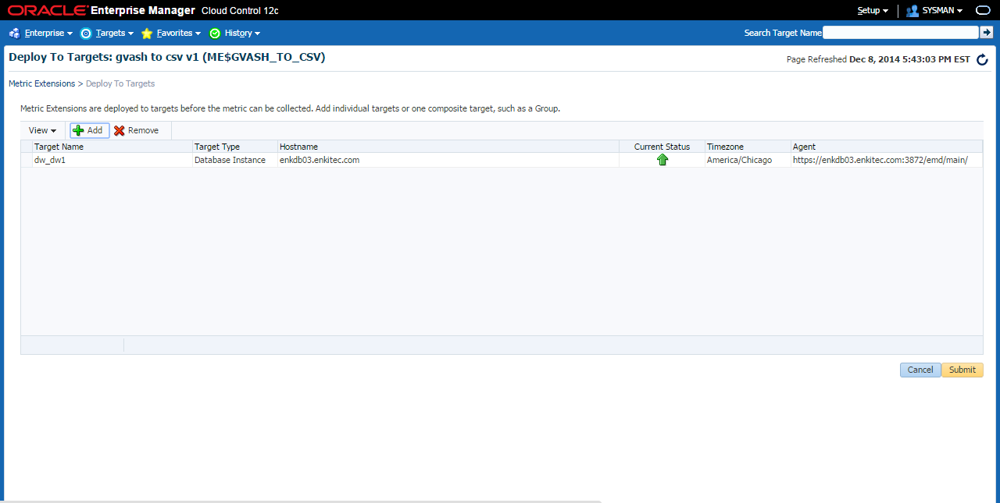 ORACLE Enterprise Manager Cloud Control 12c Setup SYSMAN
Enterprise Targets Favorites History Search Target Name
Deploy To Targets: gvash to csv v1 (ME$GVASH_TO_CSV) Page Refreshed Dec 8, 2014 5:43:03 PM EST
Metric Extensions > Deploy To Targets
Metric Extensions are deployed to targets before the metric can be collected. Add individual targets or one composite target, such as a Group.
View Add Remove
Target Name Target Type Hostname Current Status Timezone Agent
dw_dw1 Database Instance enkdb03.enkitec.com America/Chicago https://enkdb03.enkitec.com:3872/emd/main/
Cancel Submit